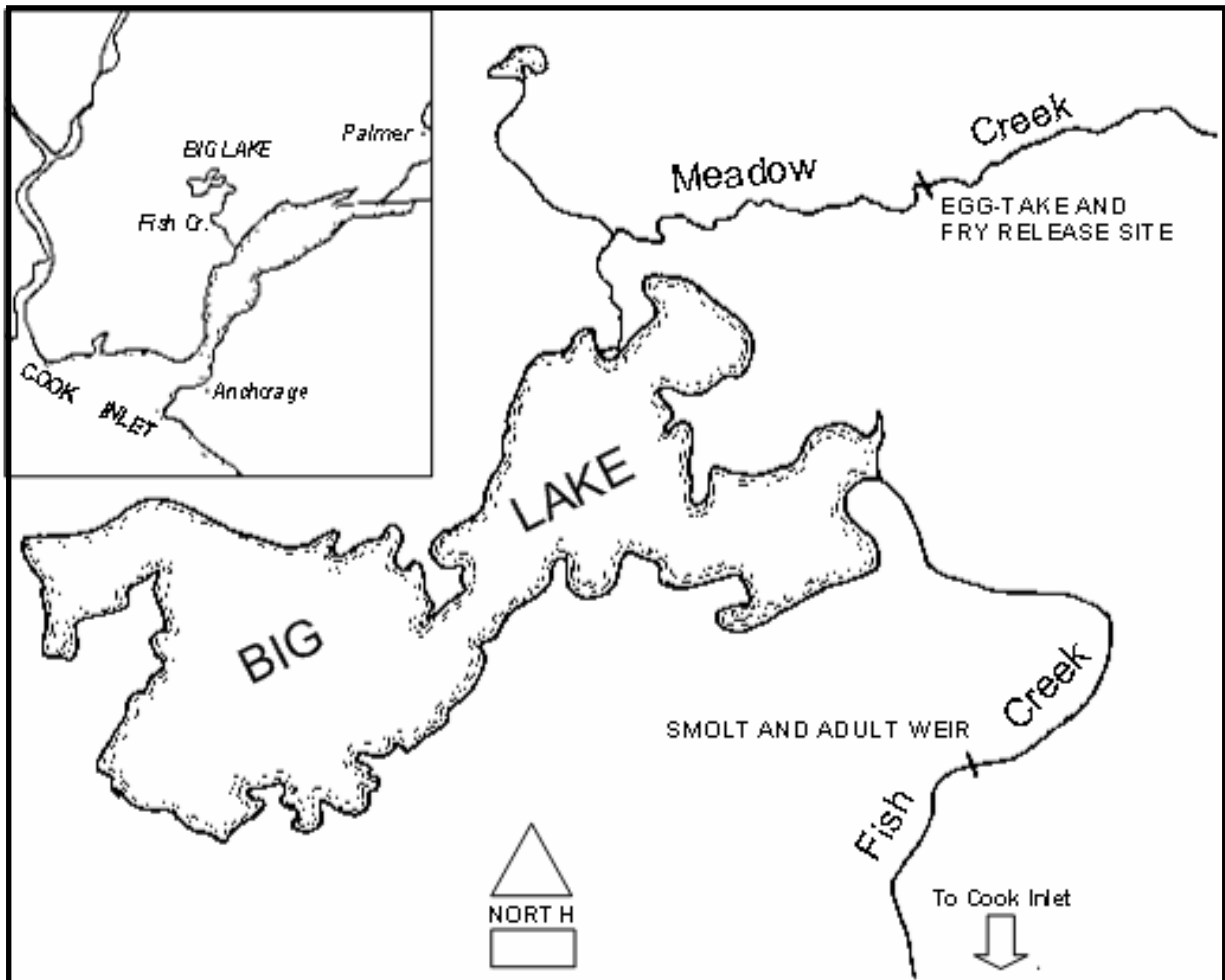 Palmer
BIG LAKE
Fish Cr.
COOK INLET
Anchorage
Meadow Creek
EGG-TAKE AND
FRY RELEASE SITE
BIG LAKE
SMOLT AND ADULT WEIR
Fish Creek
NORTH
To Cook Inlet